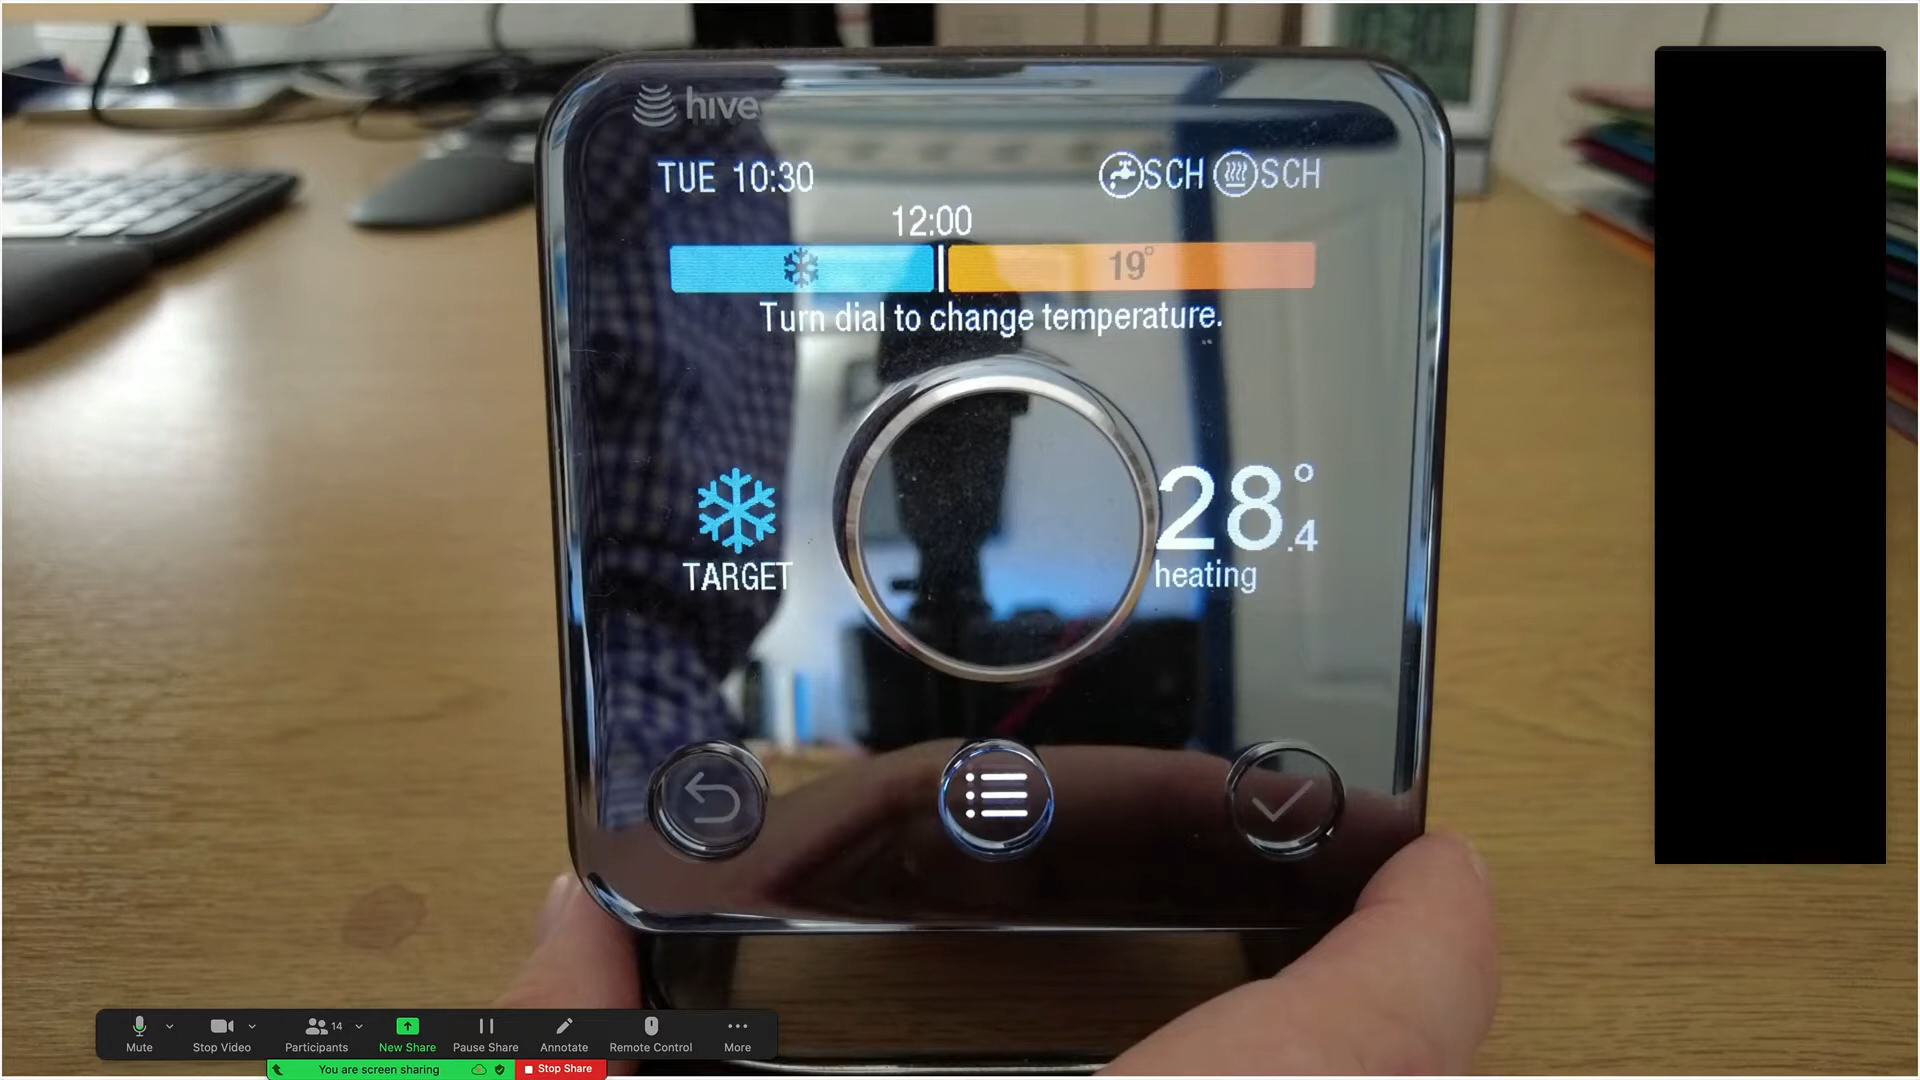 hive
TUE 10:30
SCH SCH
12:00
19°
Turn dial to change temperature.
28.4°
TARGET
heating
14
Mute
Stop Video
Participants
New Share
Pause Share
Annotate
Remote Control
More
You are screen sharing
Stop Share